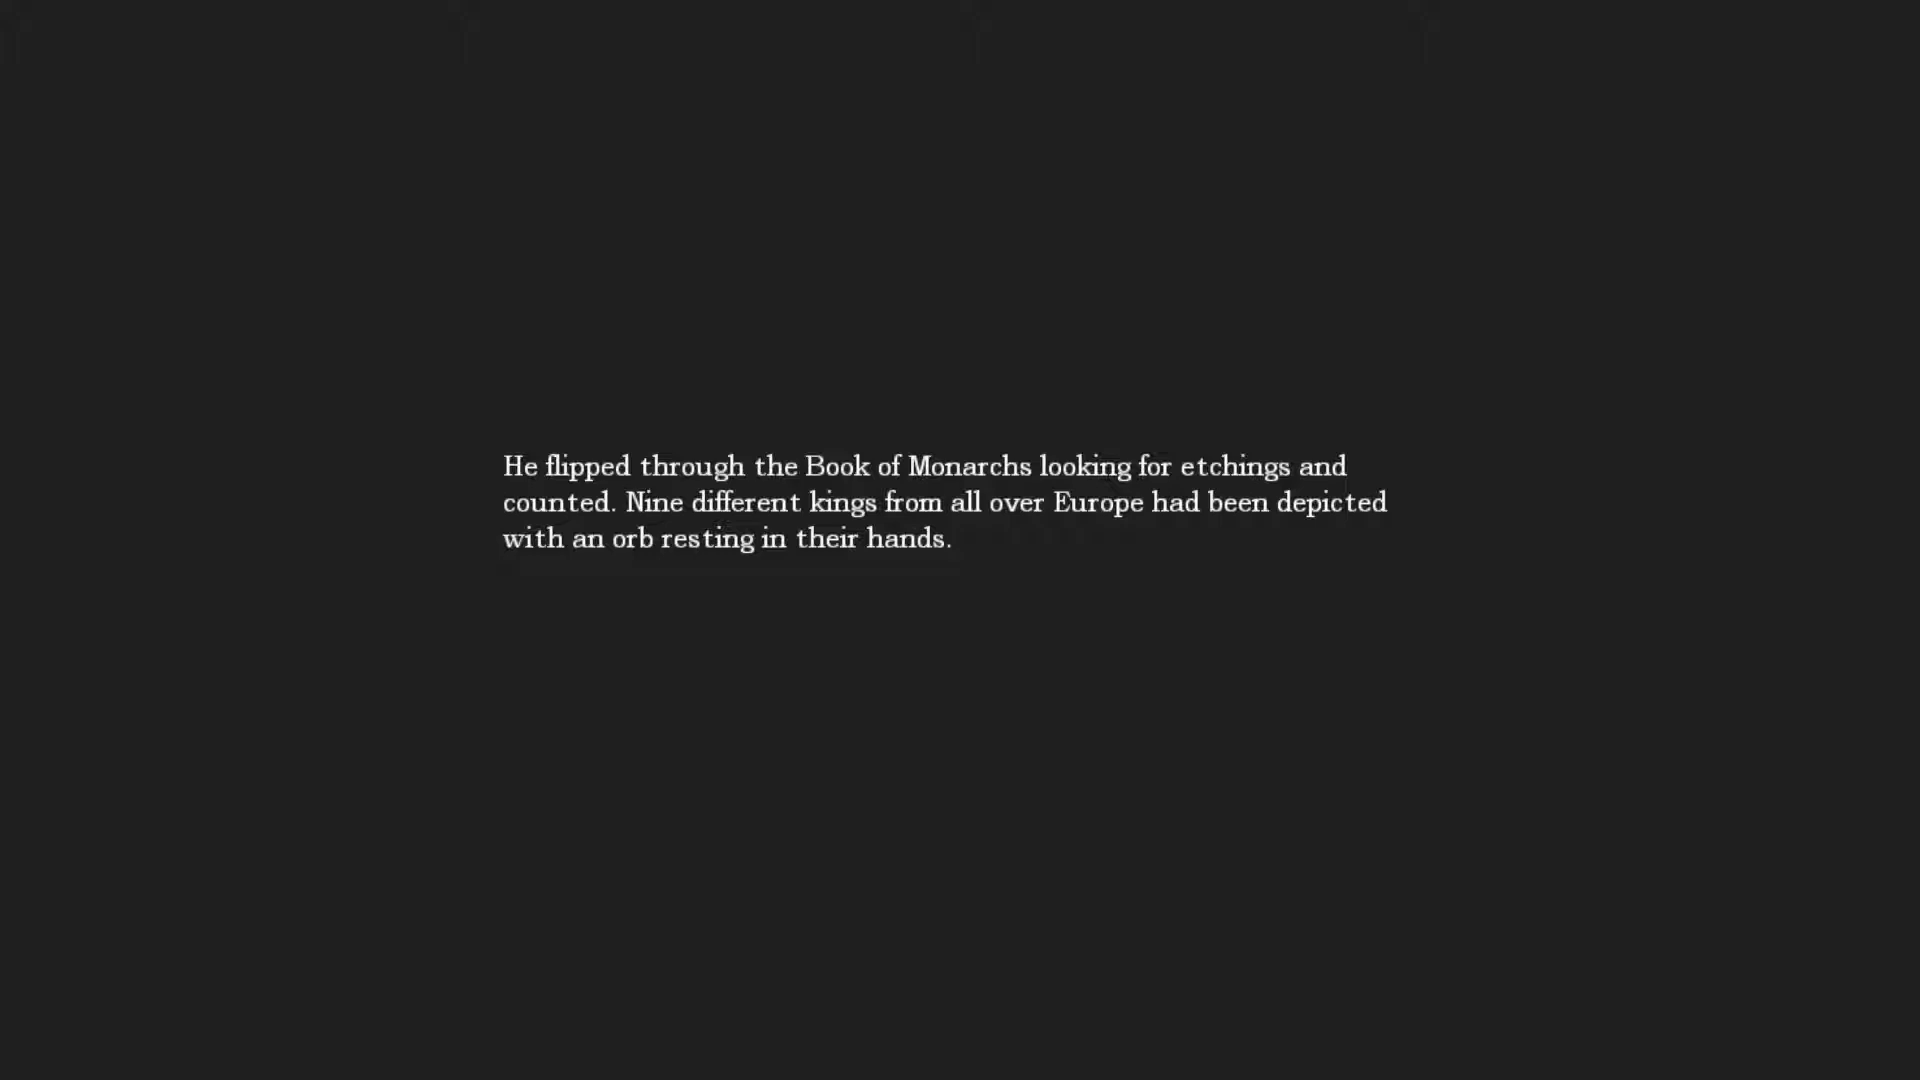 He flipped through the Book of Monarchs looking for etchings and
counted. Nine different kings from all over Europe had been depicted
with an orb resting in their hands.